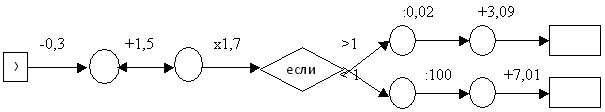 :0,02 +3,09
-0,3 +1,5 x1,7 >1
если
< 1 :100 +7,01